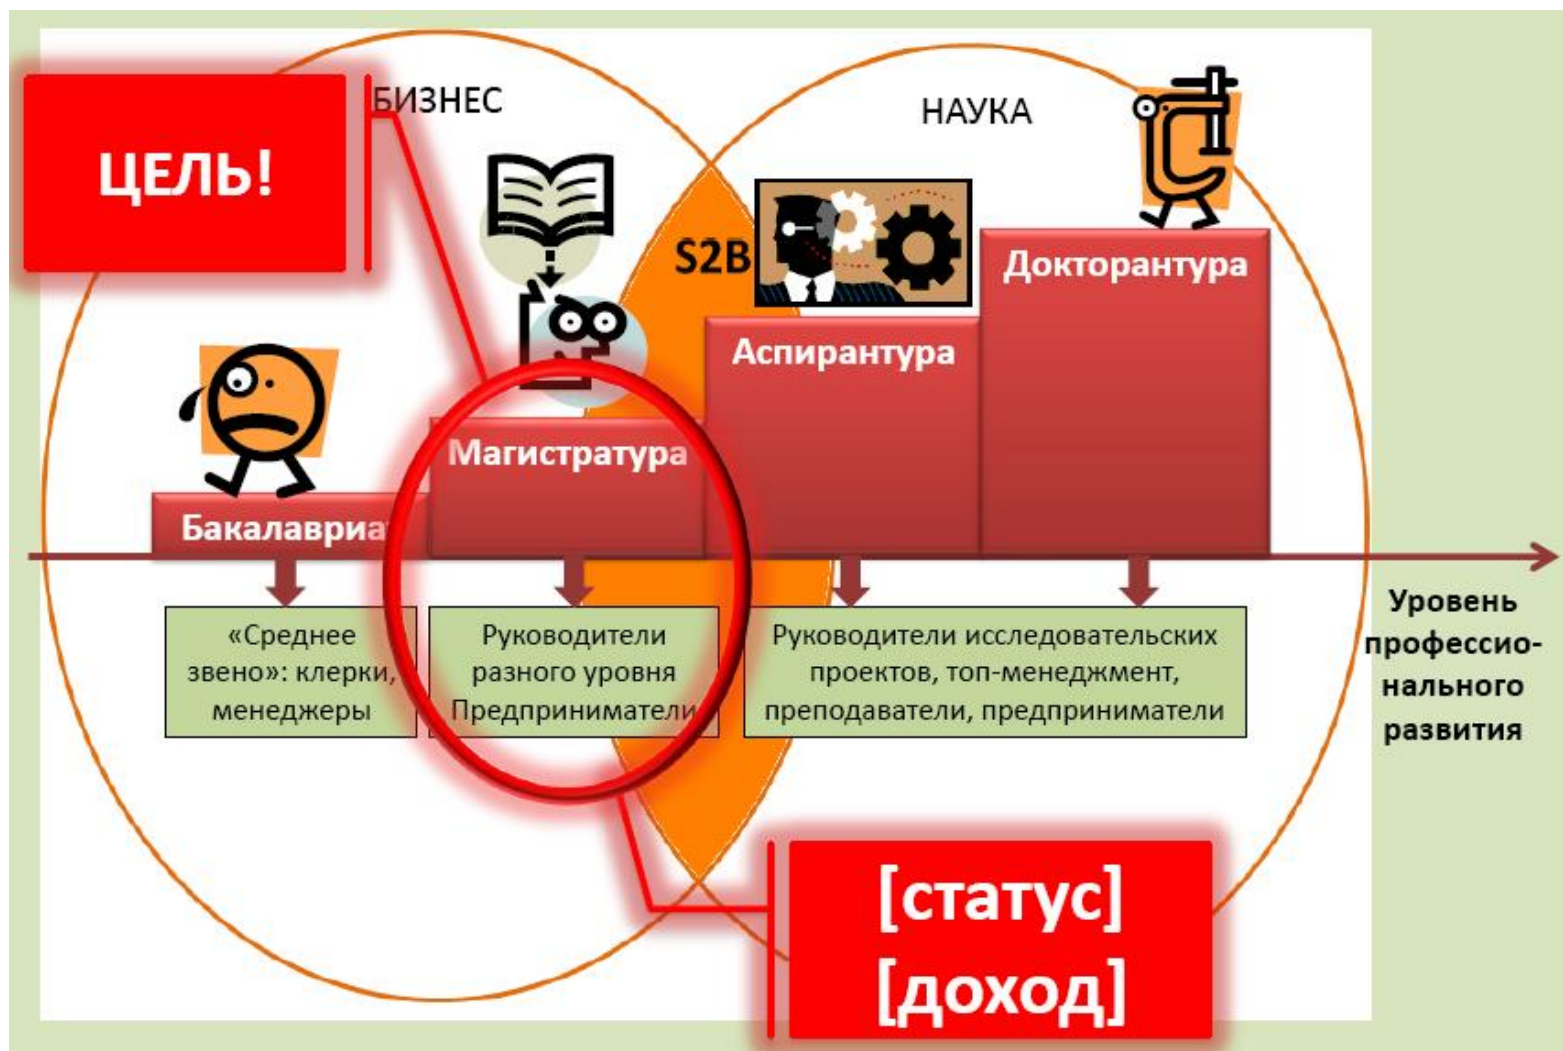 БИЗНЕС
НАУКА
ЦЕЛЬ!
S2B
Докторантура
Аспирантура
Магистратура
Бакалавриа
«Среднее
звено»: клерки,
менеджеры
Руководители
разного уровня
Предприниматели
Руководители исследовательских
проектов, топ-менеджмент,
преподаватели, предприниматели
Уровень
профессио-
нального
развития
[статус]
[доход]